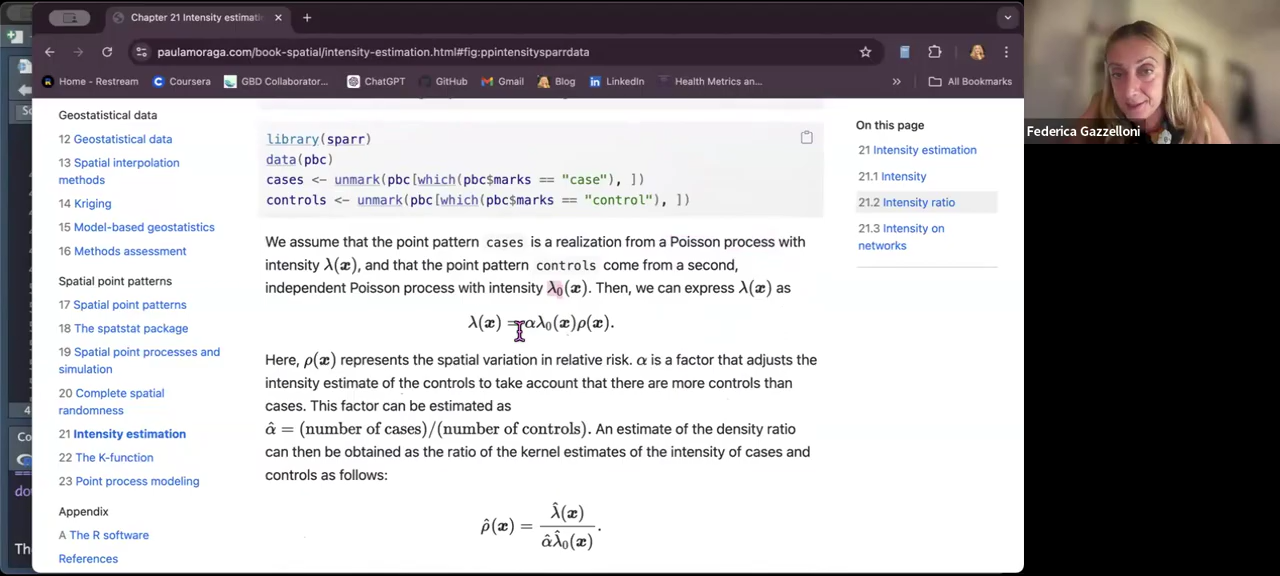 Chapter 21 Intensity estimati
paulamoraga.com/book-spatial/intensity-estimation.html#fig:ppintensitysparrdata
Home - Restream
Coursera
GBD Collaborator...
ChatGPT
GitHub
Gmail
Blog
LinkedIn
Health Metrics an...
»
All Bookmarks
Geostatistical data
12 Geostatistical data
13 Spatial interpolation
methods
14 Kriging
15 Model-based geostatistics
16 Methods assessment
Spatial point patterns
17 Spatial point patterns
18 The spatstat package
19 Spatial point processes and
simulation
20 Complete spatial
randomness
21 Intensity estimation
22 The K-function
23 Point process modeling
Appendix
A The R software
References
library(sparr)
data(pbc)
cases <- unmark(pbc[which(pbc$marks == "case"), ])
controls <- unmark(pbc[which(pbc$marks == "control"), ])
We assume that the point pattern cases is a realization from a Poisson process with
intensity λ(x), and that the point pattern controls come from a second,
independent Poisson process with intensity λ₀(x). Then, we can express λ(x) as
λ(x) = αλ₀(x)ρ(x).
Here, ρ(x) represents the spatial variation in relative risk. α is a factor that adjusts the
intensity estimate of the controls to take account that there are more controls than
cases. This factor can be estimated as
α̂ = (number of cases)/(number of controls). An estimate of the density ratio
can then be obtained as the ratio of the kernel estimates of the intensity of cases and
controls as follows:
ρ̂(x) = λ̂(x) / α̂λ̂₀(x).
On this page
21 Intensity estimation
21.1 Intensity
21.2 Intensity ratio
21.3 Intensity on
networks
Federica Gazzelloni
4
Co
do
Th